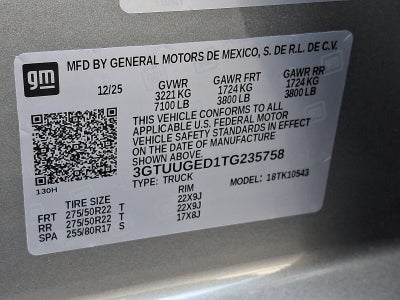 gm
MFD BY GENERAL MOTORS DE MEXICO, S. DE R.L. DE C.V.
12/25 GVWR GAWR FRT GAWR RR
3221 KG 1724 KG 1724 KG
7100 LB 3800 LB 3800 LB
THIS VEHICLE CONFORMS TO ALL
APPLICABLE U.S. FEDERAL MOTOR
VEHICLE SAFETY STANDARDS IN EFFECT ON
THE DATE OF MANUFACTURE
3GTUUGED1TG235758
130H TYPE: TRUCK MODEL: 18TK10543
TIRE SIZE RIM
FRT 275/50R22 T 22X9J
RR 275/50R22 T 22X9J
SPA 255/80R17 S 17X8J